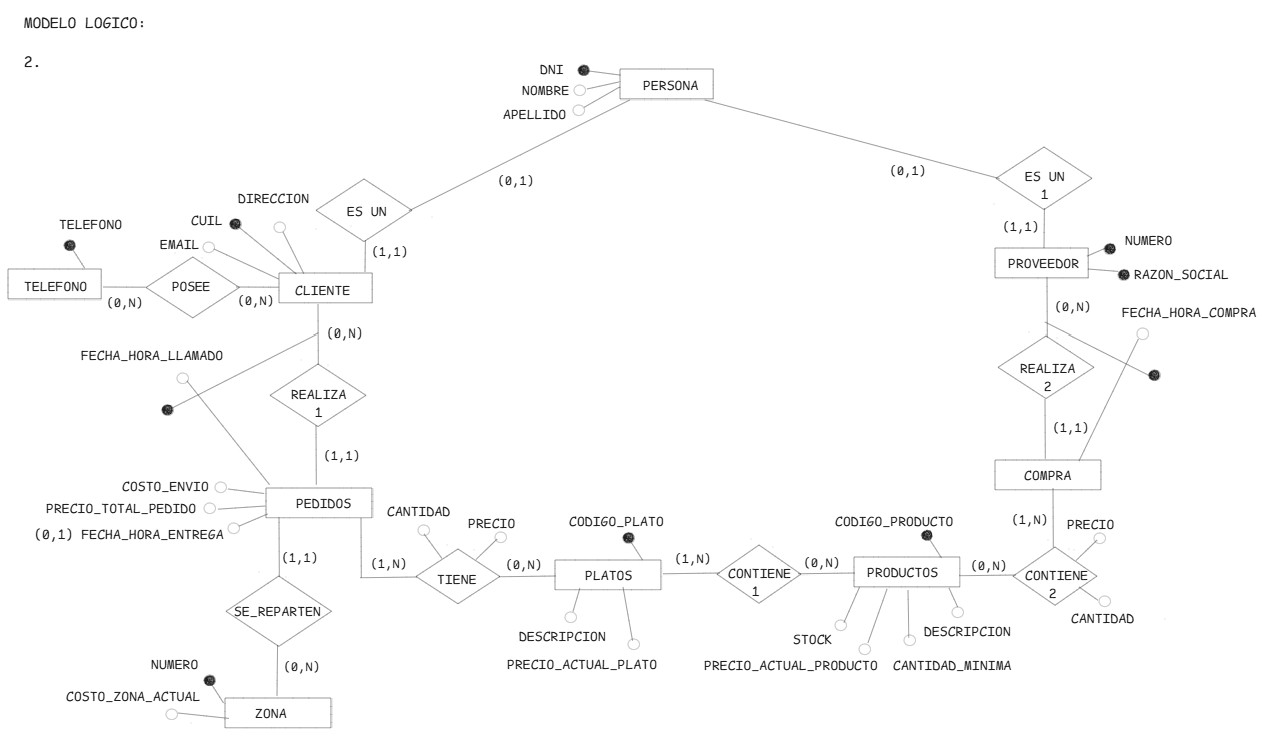 MODELO LOGICO:
2.
DNI
PERSONA
NOMBRE
APELLIDO
(0,1)
(0,1)
ES UN
1
DIRECCION
ES UN
CUIL
TELEFONO
EMAIL
(1,1)
(1,1)
NUMERO
PROVEEDOR
RAZON_SOCIAL
TELEFONO
POSEE
CLIENTE
(0,N)
(0,N)
(0,N)
FECHA_HORA_COMPRA
(0,N)
FECHA_HORA_LLAMADO
REALIZA
2
REALIZA
1
(1,1)
(1,1)
COMPRA
COSTO_ENVIO
PEDIDOS
PRECIO_TOTAL_PEDIDO
(0,1) FECHA_HORA_ENTREGA
CANTIDAD
PRECIO
CODIGO_PLATO
CODIGO_PRODUCTO
(1,N)
PRECIO
(1,1)
(1,N)
TIENE
(0,N)
PLATOS
(1,N)
CONTIENE
1
(0,N)
PRODUCTOS
(0,N)
CONTIENE
2
SE_REPARTEN
DESCRIPCION
STOCK
DESCRIPCION
CANTIDAD
PRECIO_ACTUAL_PLATO
PRECIO_ACTUAL_PRODUCTO
CANTIDAD_MINIMA
NUMERO
(0,N)
COSTO_ZONA_ACTUAL
ZONA